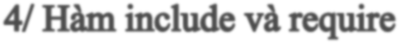 4/ Hàm include và require